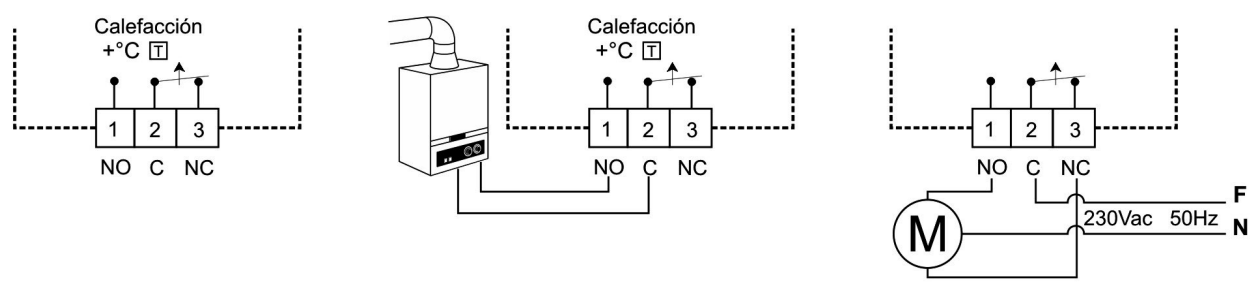 Calefacción
+°C T
1 2 3
NO C NC
Calefacción
+°C T
1 2 3
NO C NC
1 2 3
NO C NC
F
M 230Vac 50Hz N